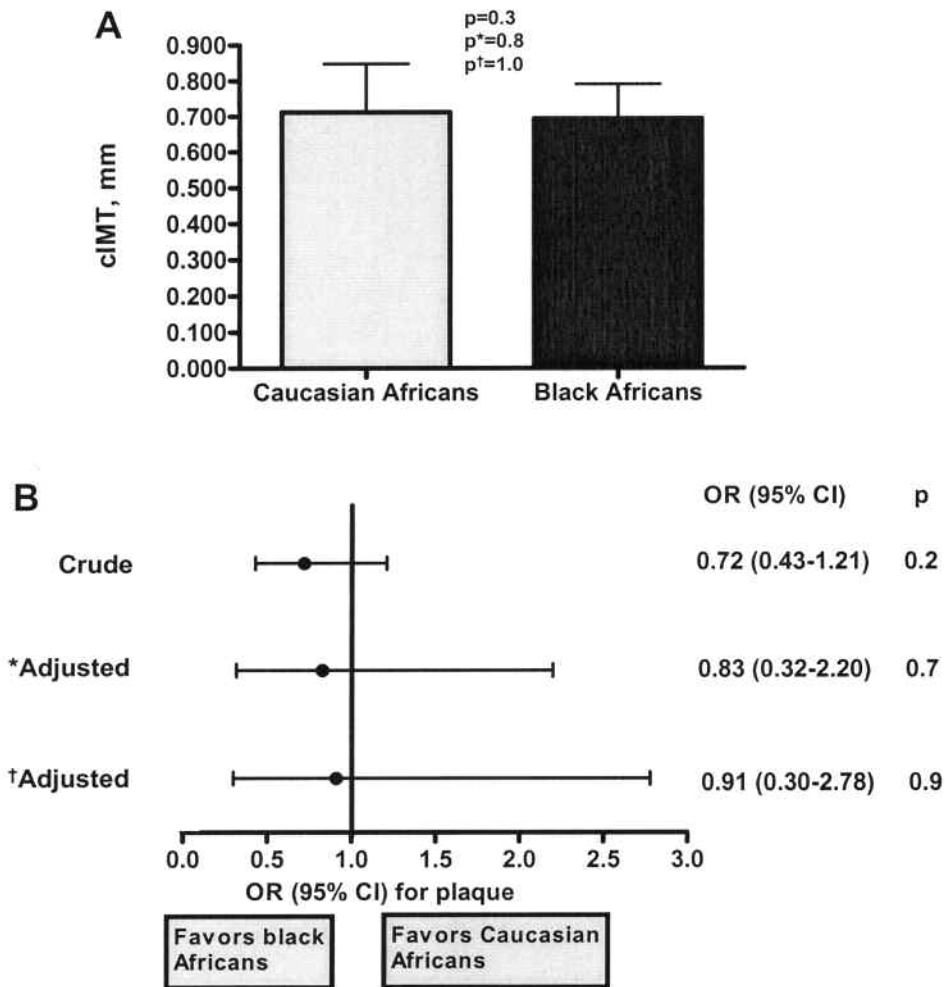 A
p=0.3
p*=0.8
p†=1.0
cIMT, mm
0.900
0.800
0.700
0.600
0.500
0.400
0.300
0.200
0.100
0.000
Caucasian Africans
Black Africans
B
OR (95% CI) p
Crude 0.72 (0.43-1.21) 0.2
*Adjusted 0.83 (0.32-2.20) 0.7
†Adjusted 0.91 (0.30-2.78) 0.9
0.0 0.5 1.0 1.5 2.0 2.5 3.0
OR (95% CI) for plaque
Favors black
Africans
Favors Caucasian
Africans